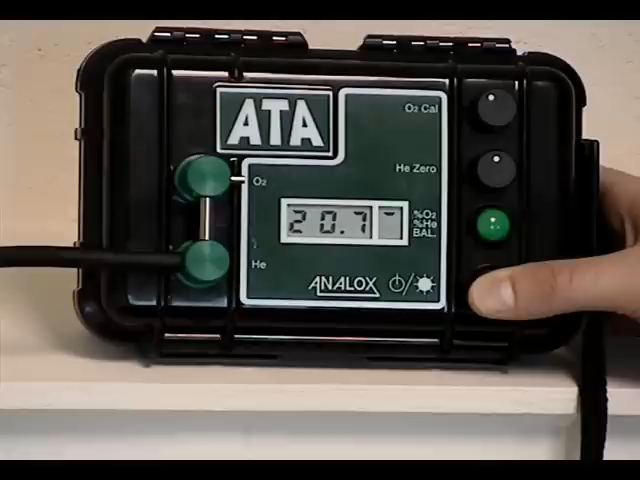 ATA
O2 Cal
He Zero
O2
20.7
%O2
%He
BAL.
He
ANALOX